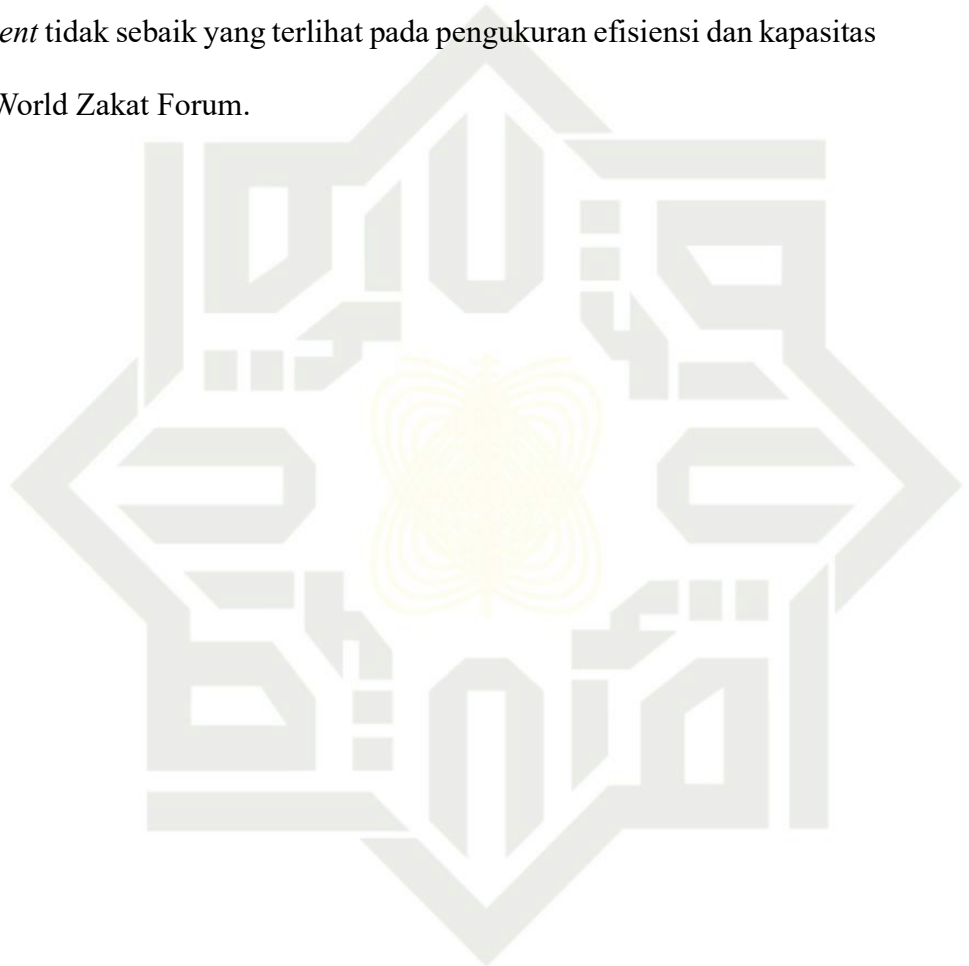 ent tidak sebaik yang terlihat pada pengukuran efisiensi dan kapasitas
World Zakat Forum.